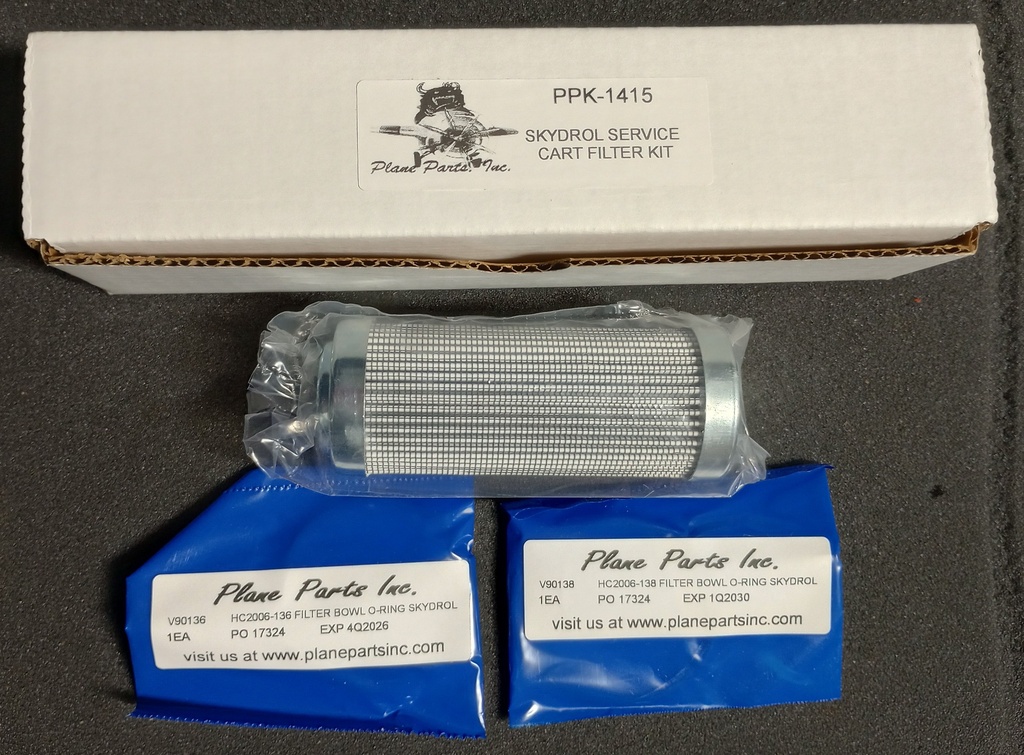 PPK-1415
SKYDROL SERVICE
CART FILTER KIT
Plane Parts, Inc.
Plane Parts Inc.
V90136 HC2006-136 FILTER BOWL O-RING SKYDROL
1EA PO 17324 EXP 4Q2026
visit us at www.planepartsinc.com
Plane Parts Inc.
V90138 HC2006-138 FILTER BOWL O-RING SKYDROL
1EA PO 17324 EXP 1Q2030
visit us at www.planepartsinc.com